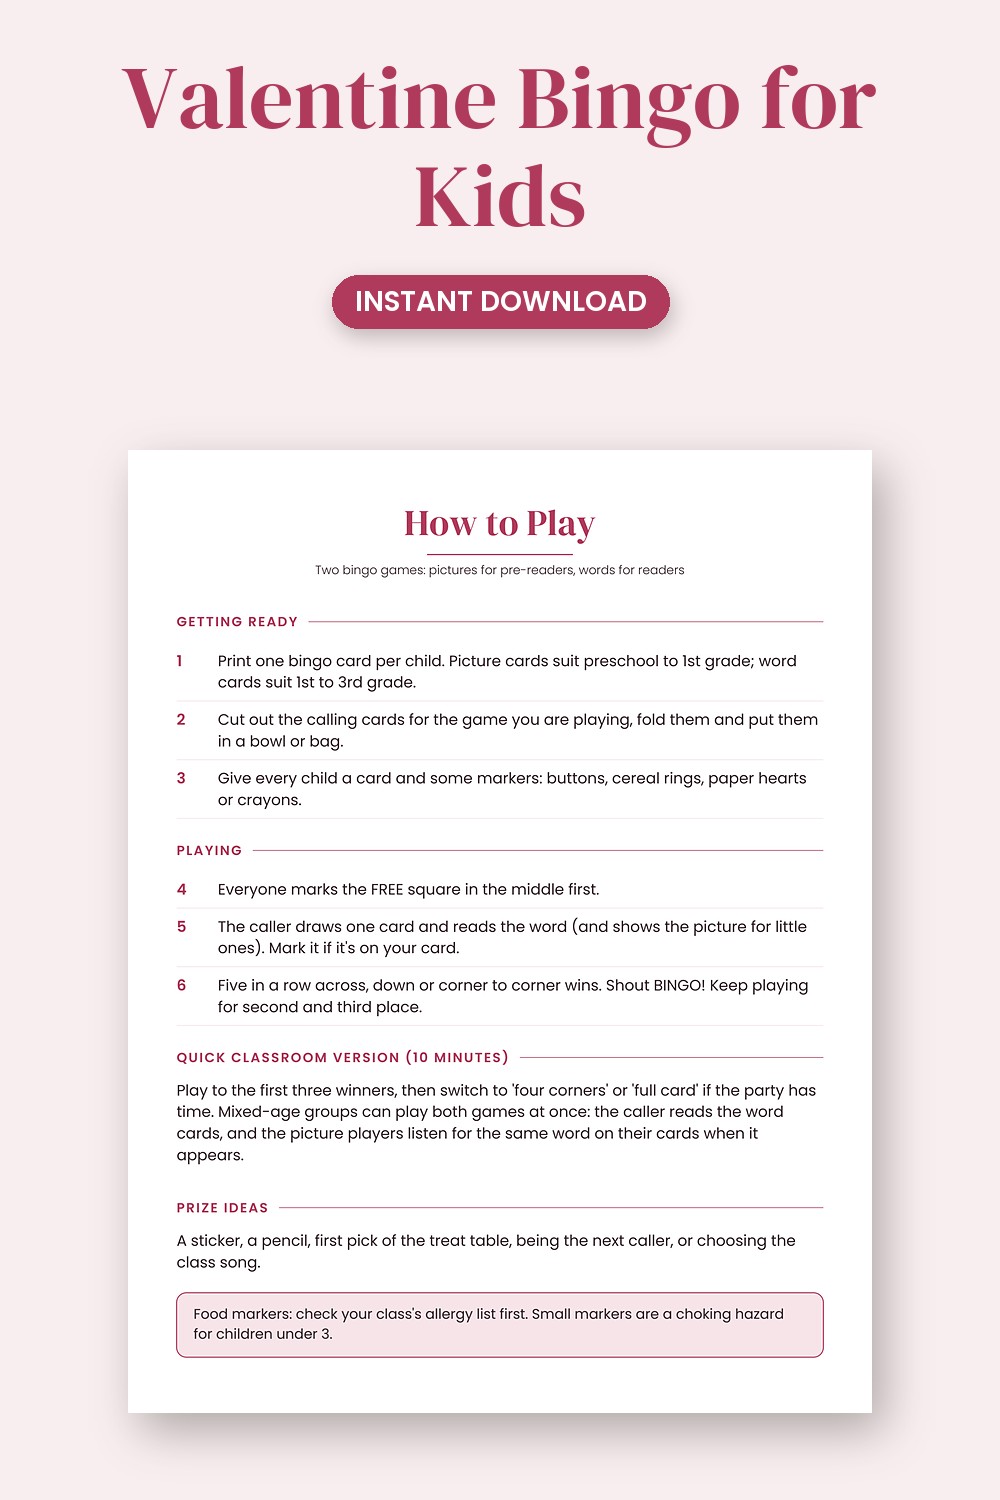 Valentine Bingo for
Kids
INSTANT DOWNLOAD
How to Play
Two bingo games: pictures for pre-readers, words for readers
GETTING READY
1 Print one bingo card per child. Picture cards suit preschool to 1st grade; word
cards suit 1st to 3rd grade.
2 Cut out the calling cards for the game you are playing, fold them and put them
in a bowl or bag.
3 Give every child a card and some markers: buttons, cereal rings, paper hearts
or crayons.
PLAYING
4 Everyone marks the FREE square in the middle first.
5 The caller draws one card and reads the word (and shows the picture for little
ones). Mark it if it's on your card.
6 Five in a row across, down or corner to corner wins. Shout BINGO! Keep playing
for second and third place.
QUICK CLASSROOM VERSION (10 MINUTES)
Play to the first three winners, then switch to 'four corners' or 'full card' if the party has
time. Mixed-age groups can play both games at once: the caller reads the word
cards, and the picture players listen for the same word on their cards when it
appears.
PRIZE IDEAS
A sticker, a pencil, first pick of the treat table, being the next caller, or choosing the
class song.
Food markers: check your class's allergy list first. Small markers are a choking hazard
for children under 3.